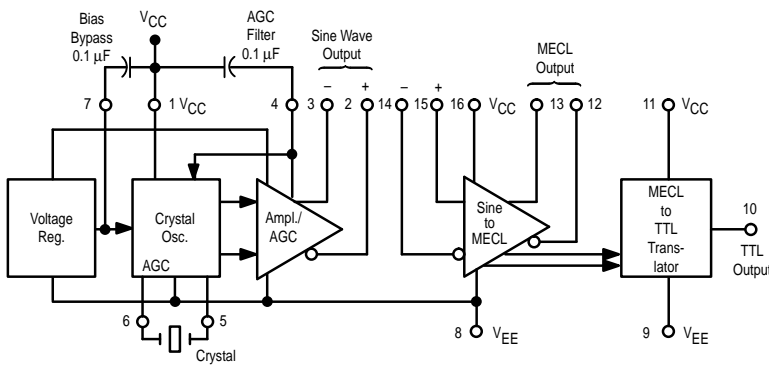 Bias
Bypass
0.1 µF
VCC
AGC
Filter
0.1 µF
Sine Wave
Output
MECL
Output
– + – +
7 1 VCC 4 3 2 14 15 16 VCC 13 12 11 VCC
Voltage
Reg.
Crystal
Osc.
AGC
Ampl./
AGC
Sine
to
MECL
MECL
to
TTL
Trans-
lator
10
TTL
Output
6 5
Crystal
8 VEE
9 VEE